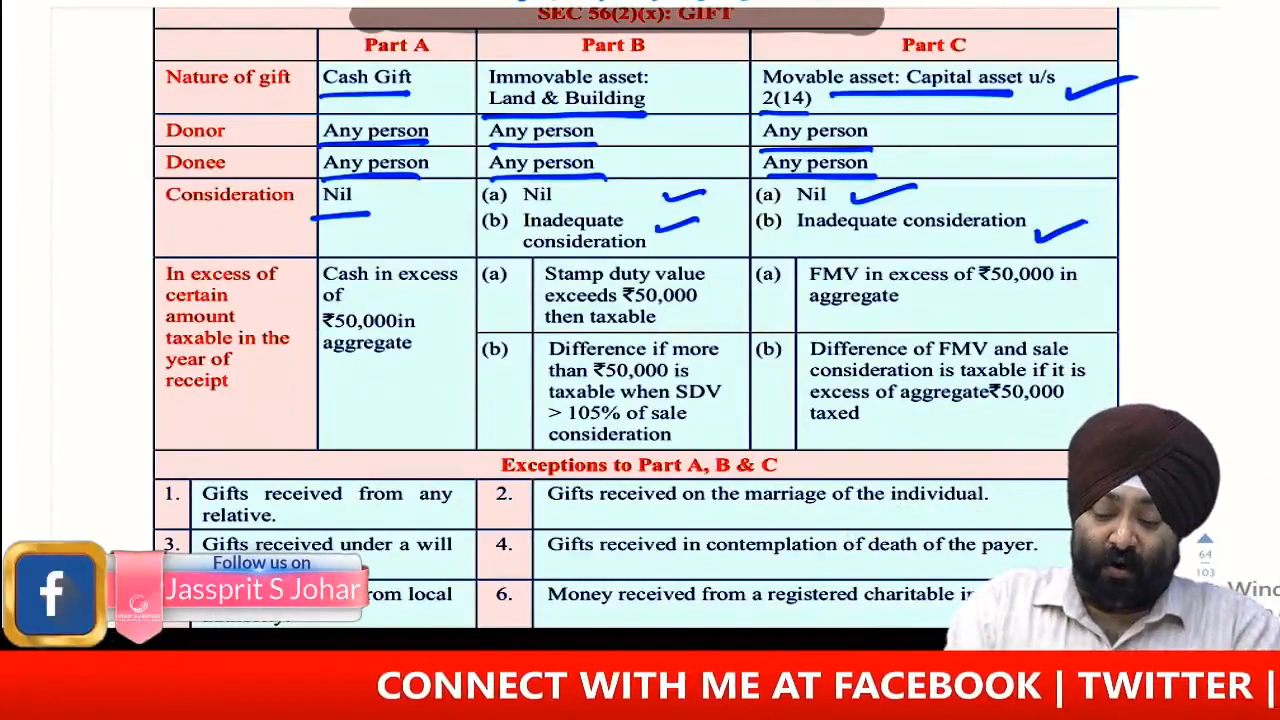 SEC 56(2)(x): GIFT
Part A
Part B
Part C
Nature of gift
Cash Gift
Immovable asset:
Land & Building
Movable asset: Capital asset u/s
2(14)
Donor
Any person
Any person
Any person
Donee
Any person
Any person
Any person
Consideration
Nil
(a) Nil
(b) Inadequate
consideration
(a) Nil
(b) Inadequate consideration
In excess of
certain
amount
taxable in the
year of
receipt
Cash in excess
of
₹50,000in
aggregate
(a) Stamp duty value
exceeds ₹50,000
then taxable
(b) Difference if more
than ₹50,000 is
taxable when SDV
> 105% of sale
consideration
(a) FMV in excess of ₹50,000 in
aggregate
(b) Difference of FMV and sale
consideration is taxable if it is
excess of aggregate₹50,000
taxed
Exceptions to Part A, B & C
1. Gifts received from any
relative.
2. Gifts received on the marriage of the individual.
3. Gifts received under a will
4. Gifts received in contemplation of death of the payer.
from local
authority.
6. Money received from a registered charitable
Follow us on
Jassprit S Johar
64
103
CONNECT WITH ME AT FACEBOOK | TWITTER |